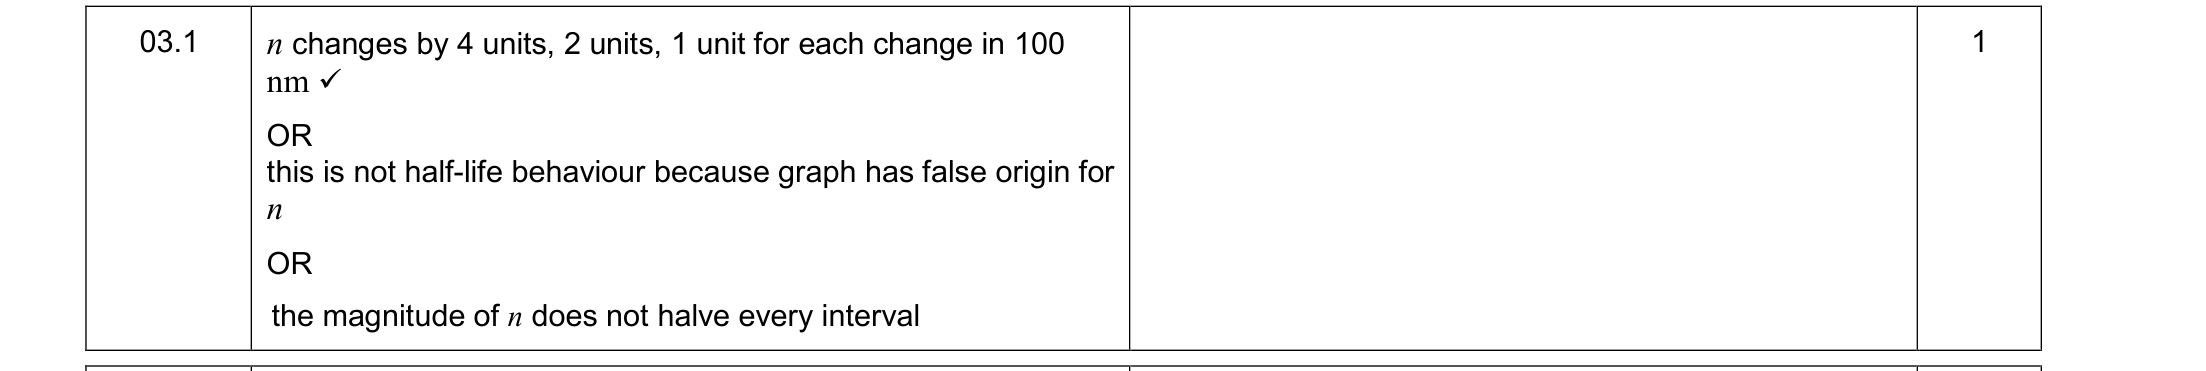 03.1
n changes by 4 units, 2 units, 1 unit for each change in 100
nm ✓
OR
this is not half-life behaviour because graph has false origin for
n
OR
the magnitude of n does not halve every interval
1